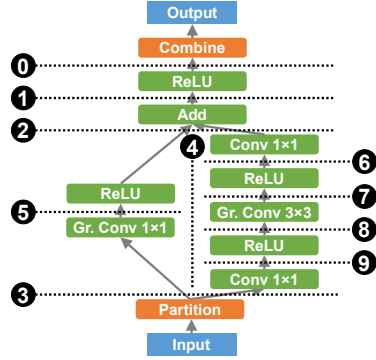 Output
Combine
0
ReLU
1
Add
2
4
Conv 1×1
6
ReLU
ReLU
7
5
Gr. Conv 1×1
Gr. Conv 3×3
8
ReLU
9
Conv 1×1
3
Partition
Input